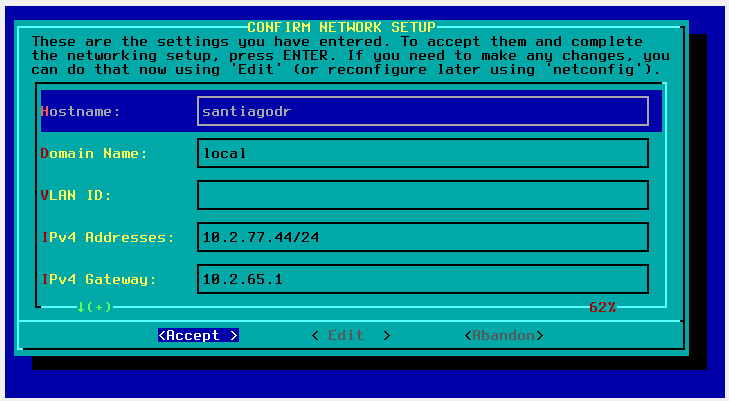 CONFIRM NETWORK SETUP
These are the settings you have entered. To accept them and complete
the networking setup, press ENTER. If you need to make any changes, you
can do that now using 'Edit' (or reconfigure later using 'netconfig').
Hostname: santiagodr
Domain Name: local
VLAN ID:
IPv4 Addresses: 10.2.77.44/24
IPv4 Gateway: 10.2.65.1
↓(+) 62%
<Accept > < Edit > <Abandon>